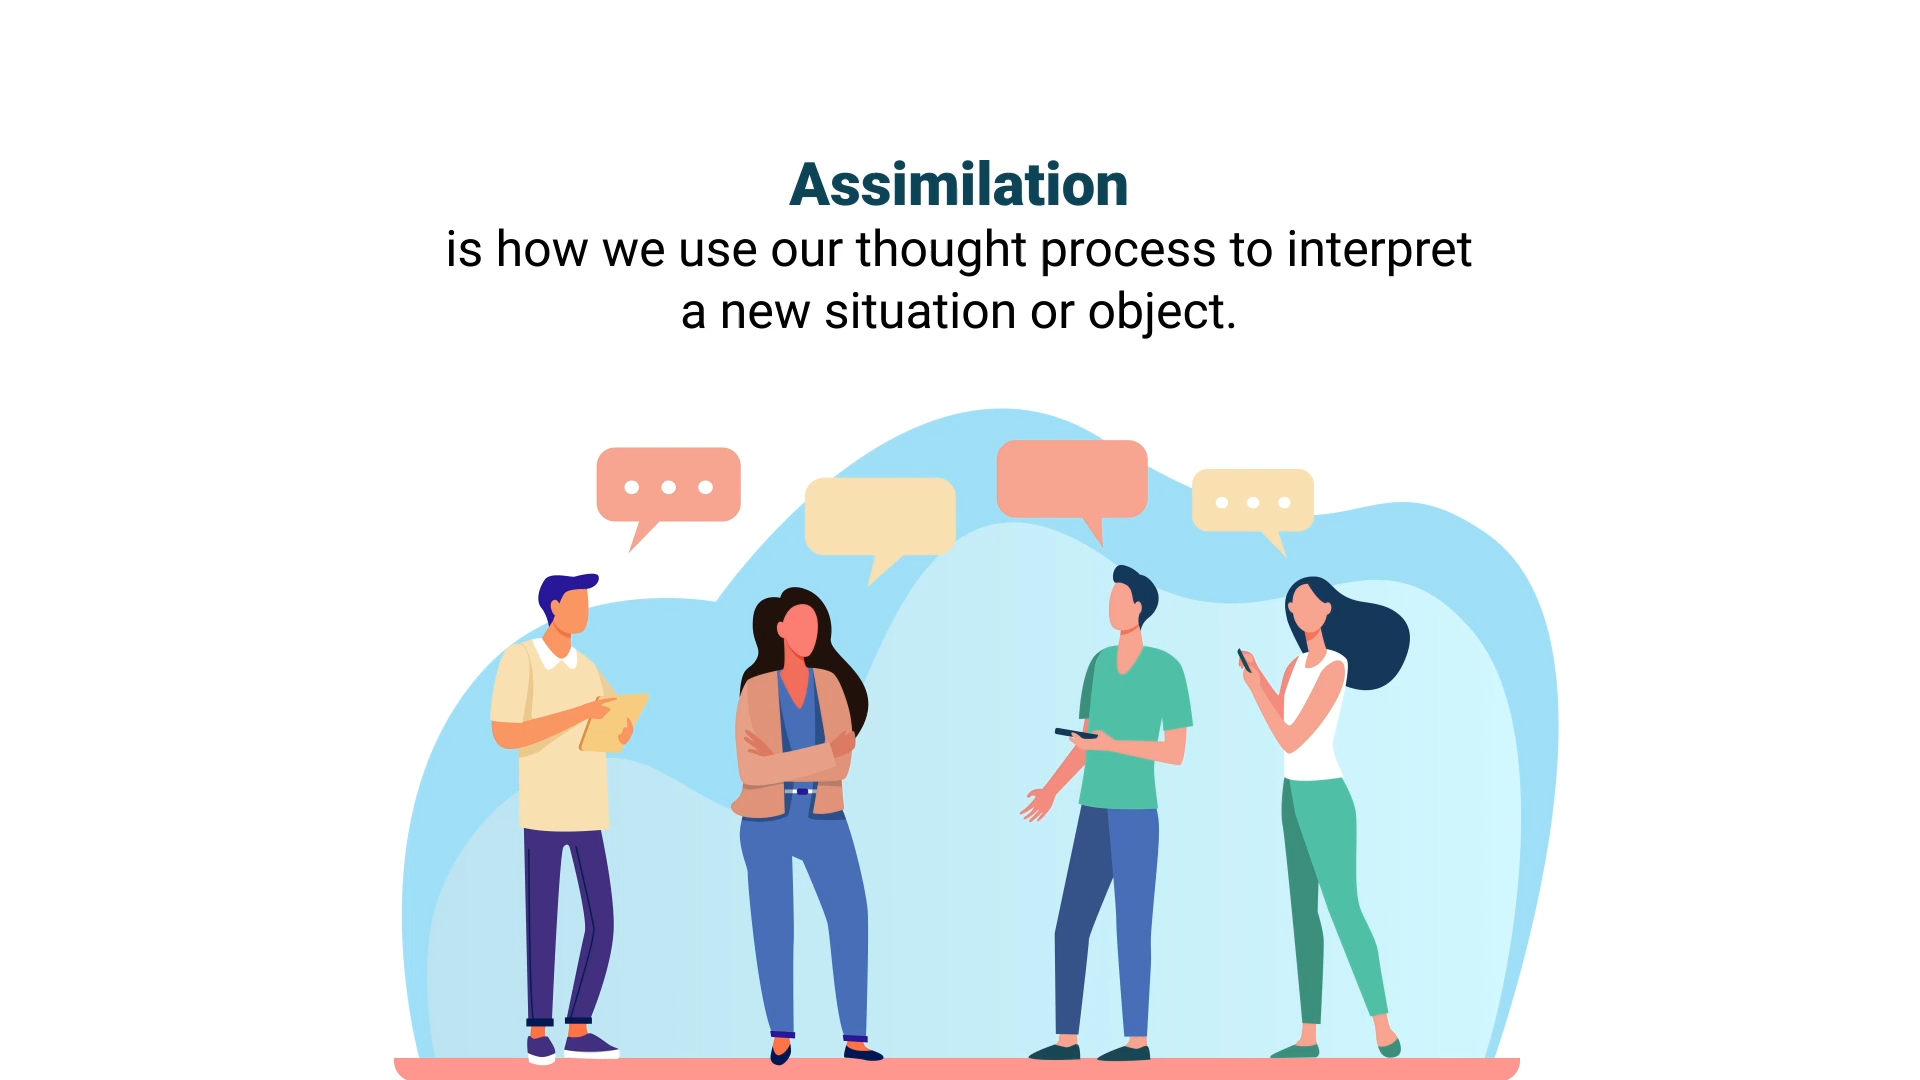 Assimilation
is how we use our thought process to interpret
a new situation or object.